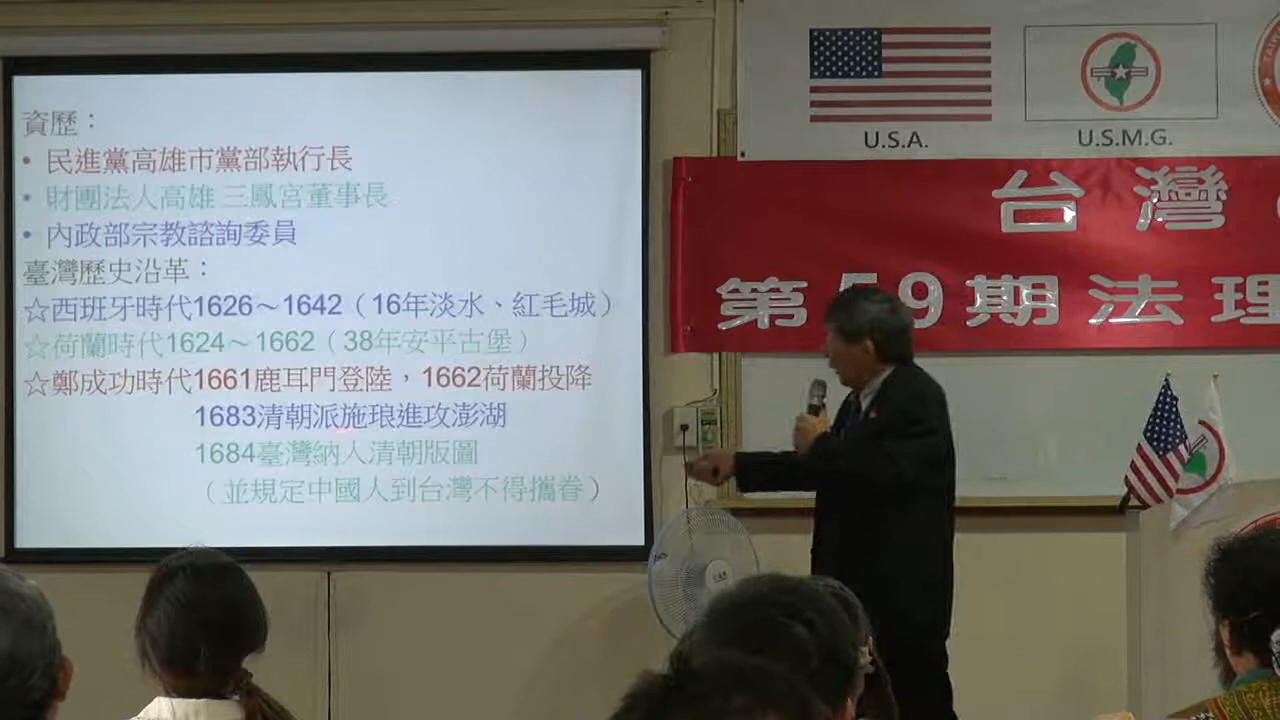 資歷：
• 民進黨高雄市黨部執行長
• 財團法人高雄 三鳳宮董事長
• 內政部宗教諮詢委員
臺灣歷史沿革：
☆西班牙時代1626～1642（16年淡水、紅毛城）
☆荷蘭時代1624～1662（38年安平古堡）
☆鄭成功時代1661鹿耳門登陸，1662荷蘭投降
1683清朝派施琅進攻澎湖
1684臺灣納入清朝版圖
（並規定中國人到台灣不得攜眷）
U.S.A.
U.S.M.G.
台灣
第59期法理